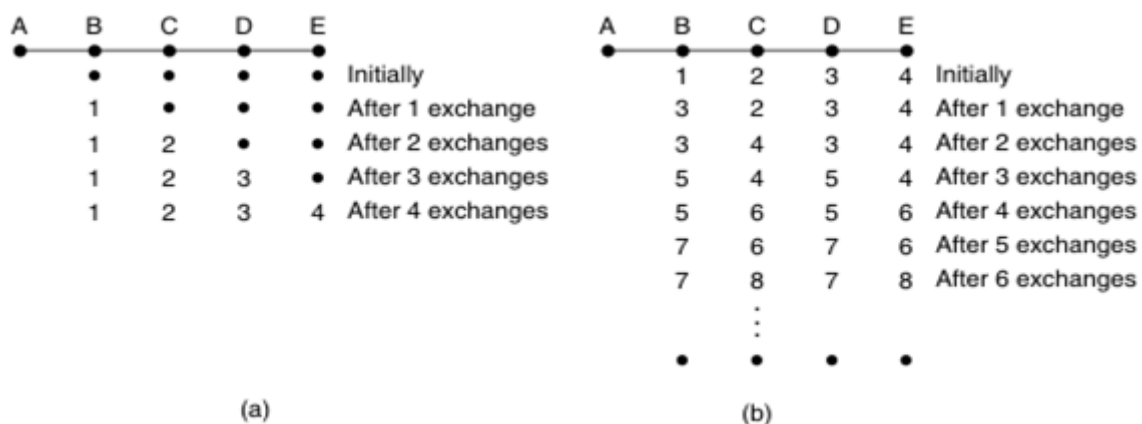 A B C D E
Initially
1 After 1 exchange
1 2 After 2 exchanges
1 2 3 After 3 exchanges
1 2 3 4 After 4 exchanges
(a)
A B C D E
1 2 3 4 Initially
3 2 3 4 After 1 exchange
3 4 3 4 After 2 exchanges
5 4 5 4 After 3 exchanges
5 6 5 6 After 4 exchanges
7 6 7 6 After 5 exchanges
7 8 7 8 After 6 exchanges
(b)